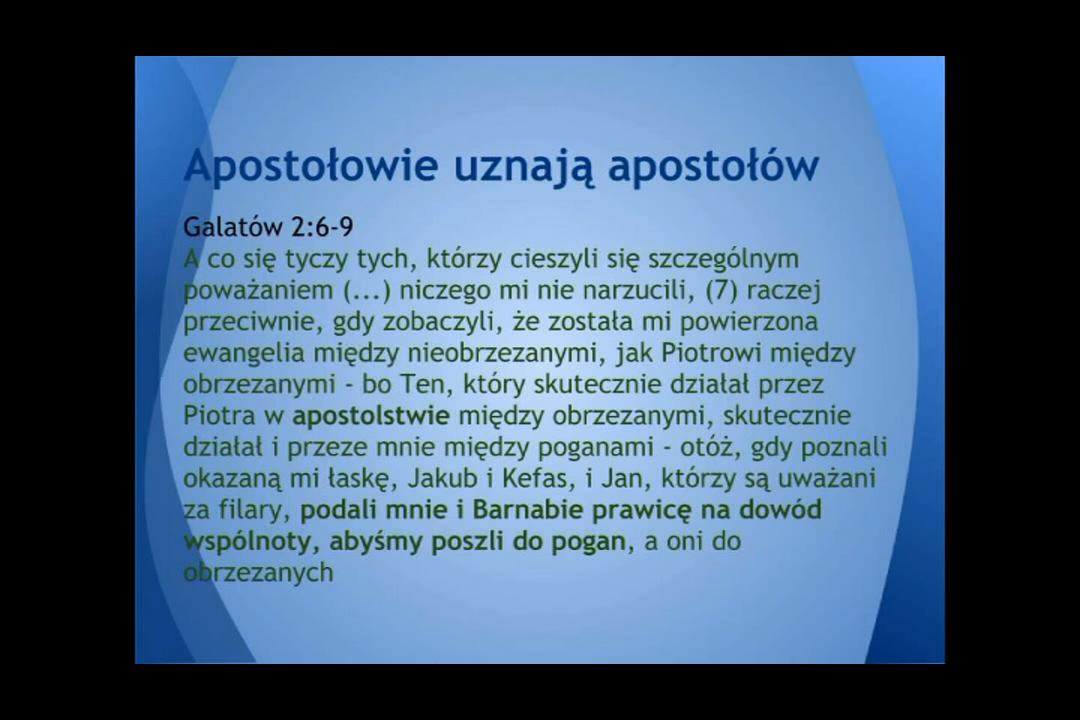 Apostołowie uznają apostołów
Galatów 2:6-9
A co się tyczy tych, którzy cieszyli się szczególnym
poważaniem (...) niczego mi nie narzucili, (7) raczej
przeciwnie, gdy zobaczyli, że została mi powierzona
ewangelia między nieobrzezanymi, jak Piotrowi między
obrzezanymi - bo Ten, który skutecznie działał przez
Piotra w apostolstwie między obrzezanymi, skutecznie
działał i przeze mnie między poganami - otóż, gdy poznali
okazaną mi łaskę, Jakub i Kefas, i Jan, którzy są uważani
za filary, podali mnie i Barnabie prawicę na dowód
wspólnoty, abyśmy poszli do pogan, a oni do
obrzezanych